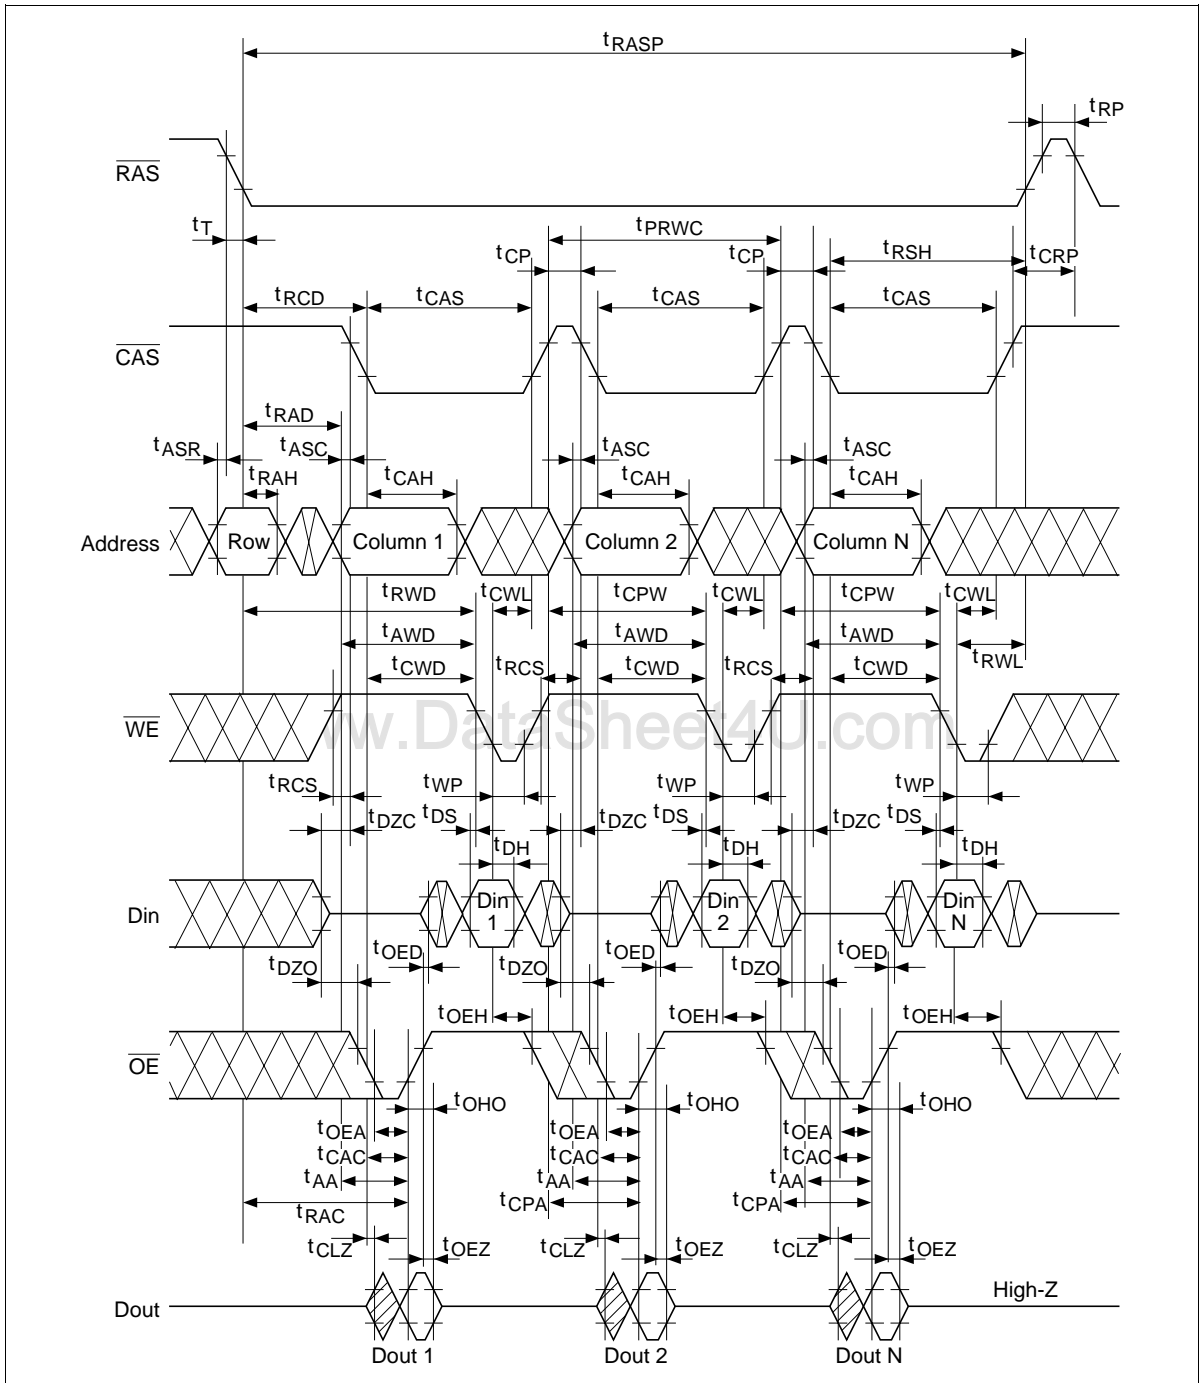 tRASP
tRP
RAS
tT tPRWC
tCP tCP tRSH tCRP
tRCD tCAS tCAS tCAS
CAS
tRAD
tASR tASC tASC tASC
tRAH tCAH tCAH tCAH
Address Row Column 1 Column 2 Column N
tRWD tCWL tCPW tCWL tCPW tCWL
tAWD tAWD tAWD
tRCS tRCS tRWL
tCWD tCWD tCWD
WE
ww.DataSheet4U.com
tRCS tWP tWP tWP
tDZC tDS tDZC tDS tDZC tDS
tDH tDH tDH
Din Din 1 Din 2 Din N
tOED tOED tOED
tDZO tDZO tDZO
tOEH tOEH tOEH
OE
tOHO tOHO tOHO
tOEA tOEA tOEA
tCAC tCAC tCAC
tAA tAA tAA
tRAC tCPA tCPA
tCLZ tOEZ tCLZ tOEZ tCLZ tOEZ
High-Z
Dout
Dout 1 Dout 2 Dout N